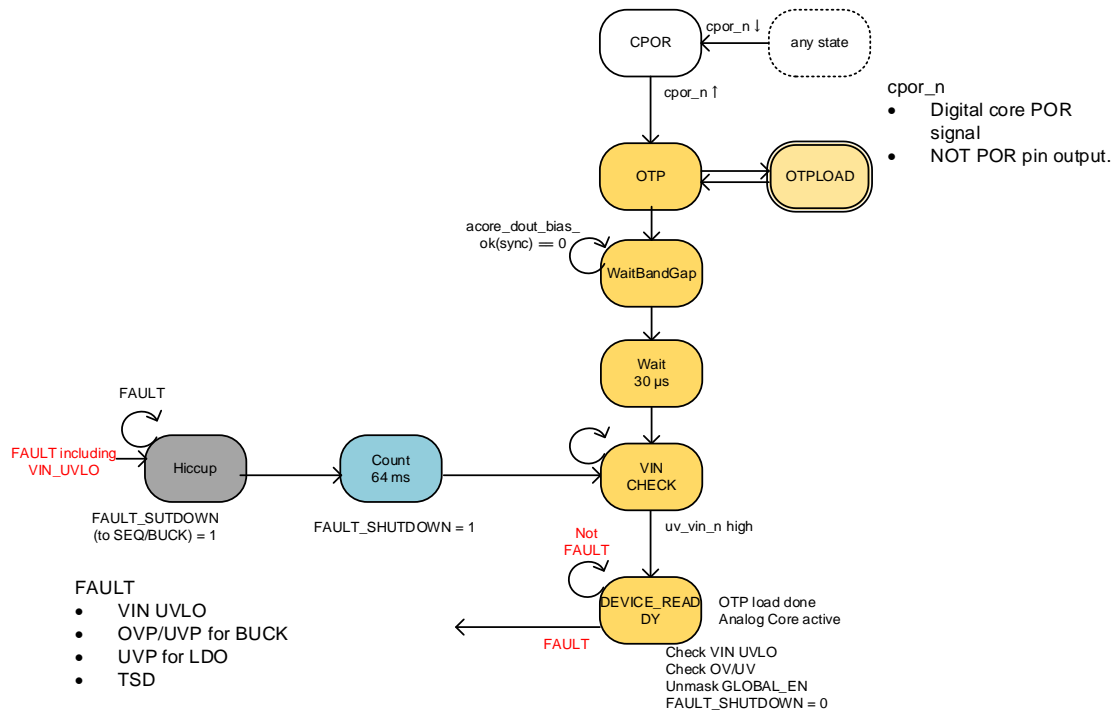 cpor_n ↓
CPOR
any state
cpor_n ↑
cpor_n
• Digital core POR
signal
• NOT POR pin output.
OTP
OTPLOAD
acore_dout_bias_
ok(sync) == 0
WaitBandGap
Wait
30 µs
FAULT
FAULT including
VIN_UVLO
Hiccup
Count
64 ms
VIN
CHECK
FAULT_SUTDOWN
(to SEQ/BUCK) = 1
FAULT_SHUTDOWN = 1
uv_vin_n high
Not
FAULT
DEVICE_READ
DY
OTP load done
Analog Core active
FAULT
Check VIN UVLO
Check OV/UV
Unmask GLOBAL_EN
FAULT_SHUTDOWN = 0
FAULT
• VIN UVLO
• OVP/UVP for BUCK
• UVP for LDO
• TSD